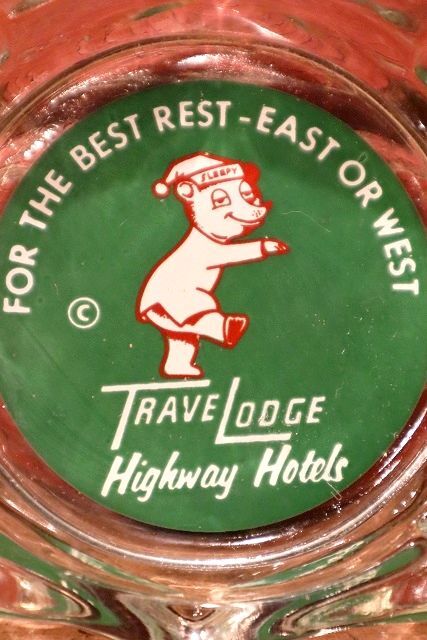 FOR THE BEST REST - EAST OR WEST
SLEEPY
©
TRAVELODGE
Highway Hotels